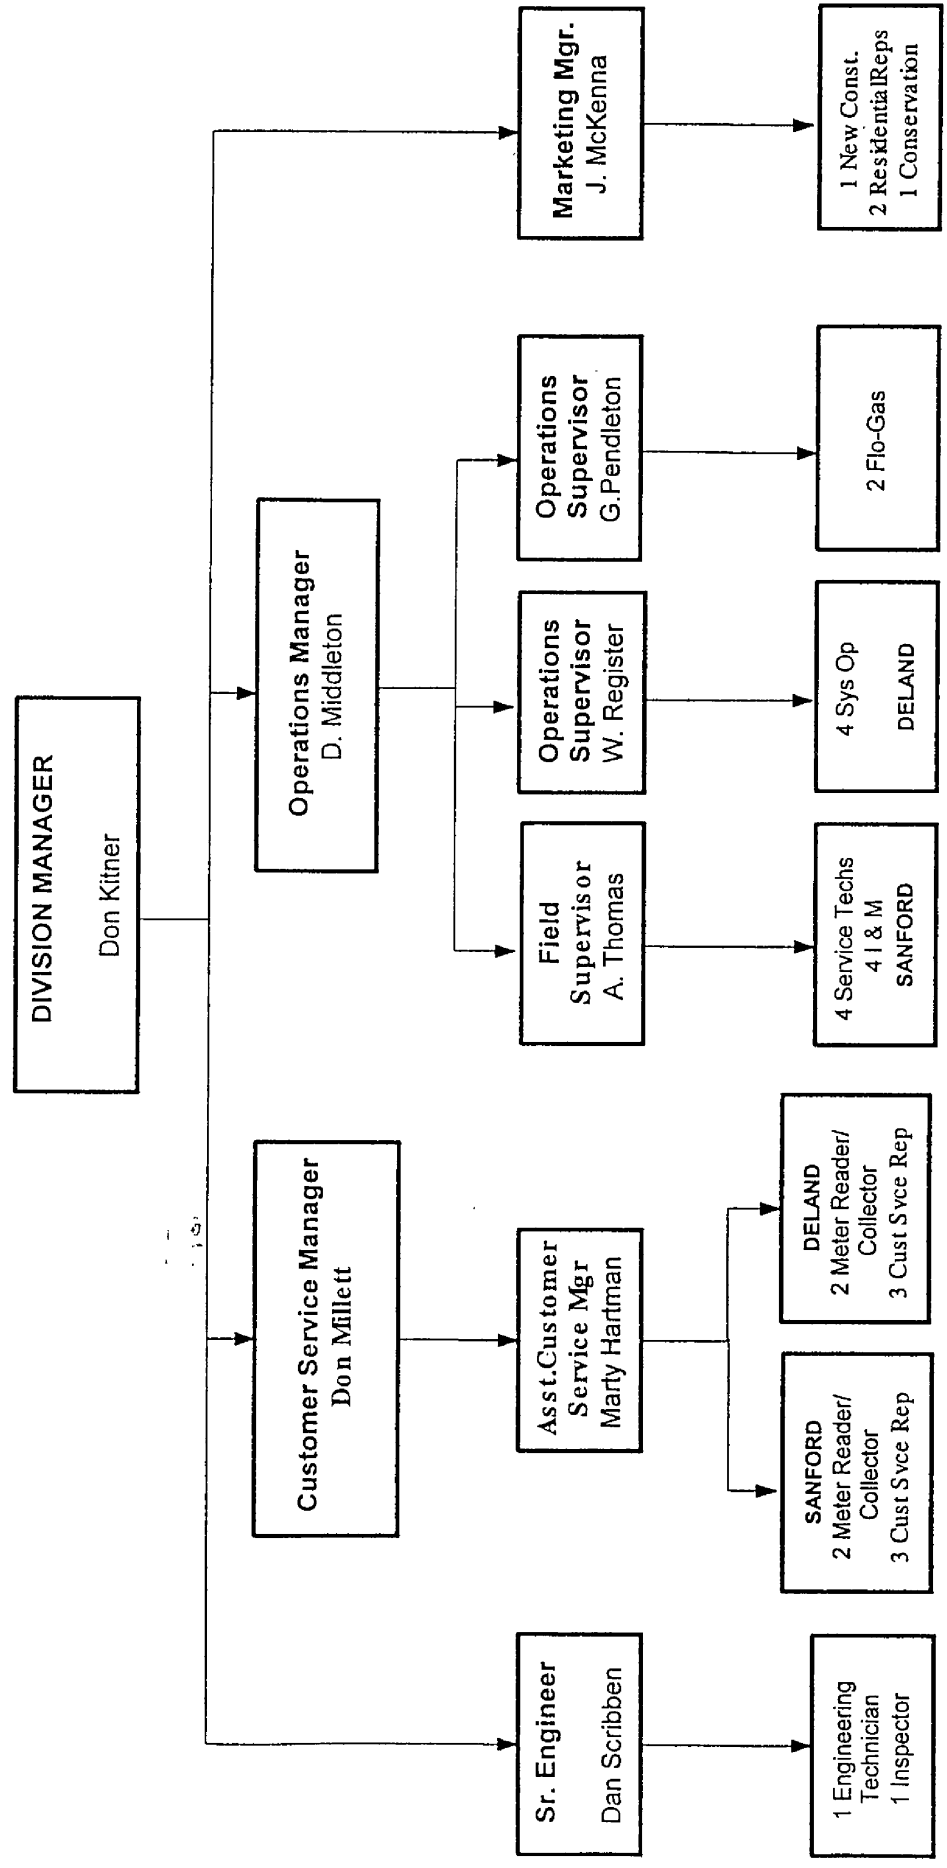 DIVISION MANAGER
Don Kitner
Customer Service Manager
Don Millett
Operations Manager
D. Middleton
Sr. Engineer
Dan Scribben
Asst.Customer
Service Mgr
Marty Hartman
Field
Supervisor
A. Thomas
Operations
Supervisor
W. Register
Operations
Supervisor
G.Pendleton
Marketing Mgr.
J. McKenna
1 Engineering
Technician
1 Inspector
SANFORD
2 Meter Reader/
Collector
3 Cust Svce Rep
DELAND
2 Meter Reader/
Collector
3 Cust Svce Rep
4 Service Techs
4 I & M
SANFORD
4 Sys Op
DELAND
2 Flo-Gas
1 New Const.
2 ResidentialReps
1 Conservation